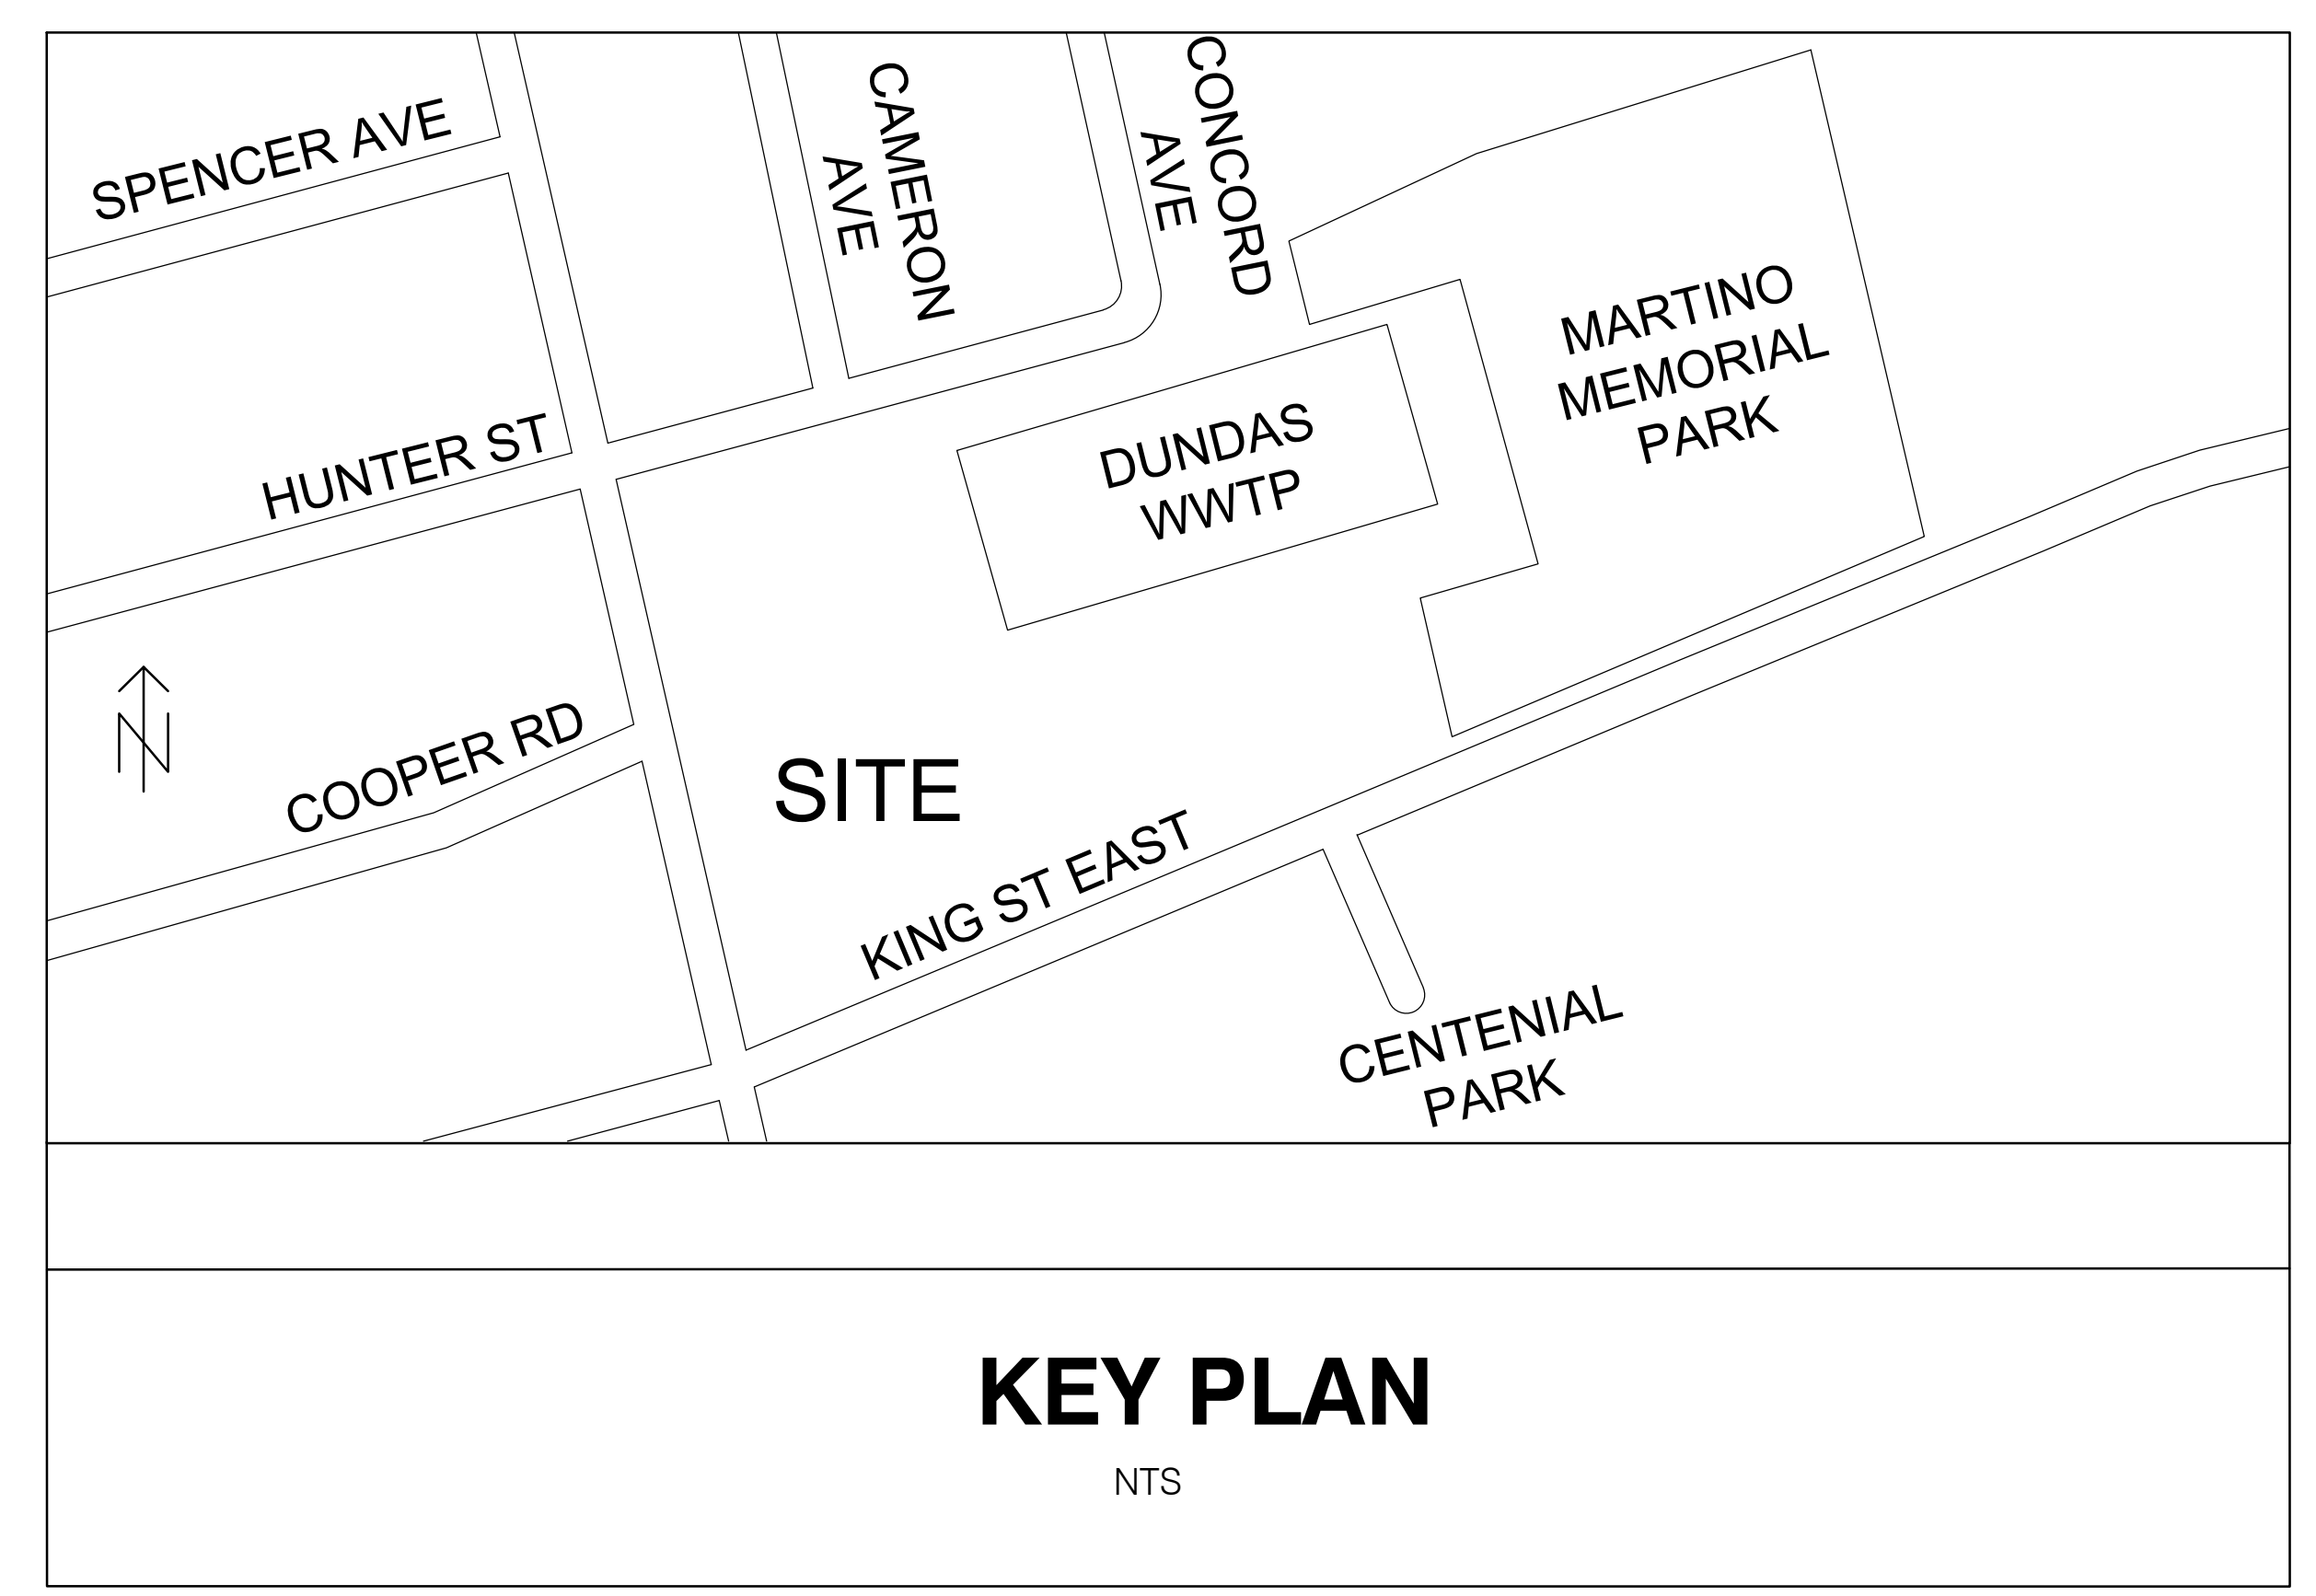 SPENCER AVE
CAMERON
AVE
CONCORD
AVE
HUNTER ST
DUNDAS
WWTP
MARTINO
MEMORIAL
PARK
N
COOPER RD
SITE
KING ST EAST
CENTENIAL
PARK
KEY PLAN
NTS